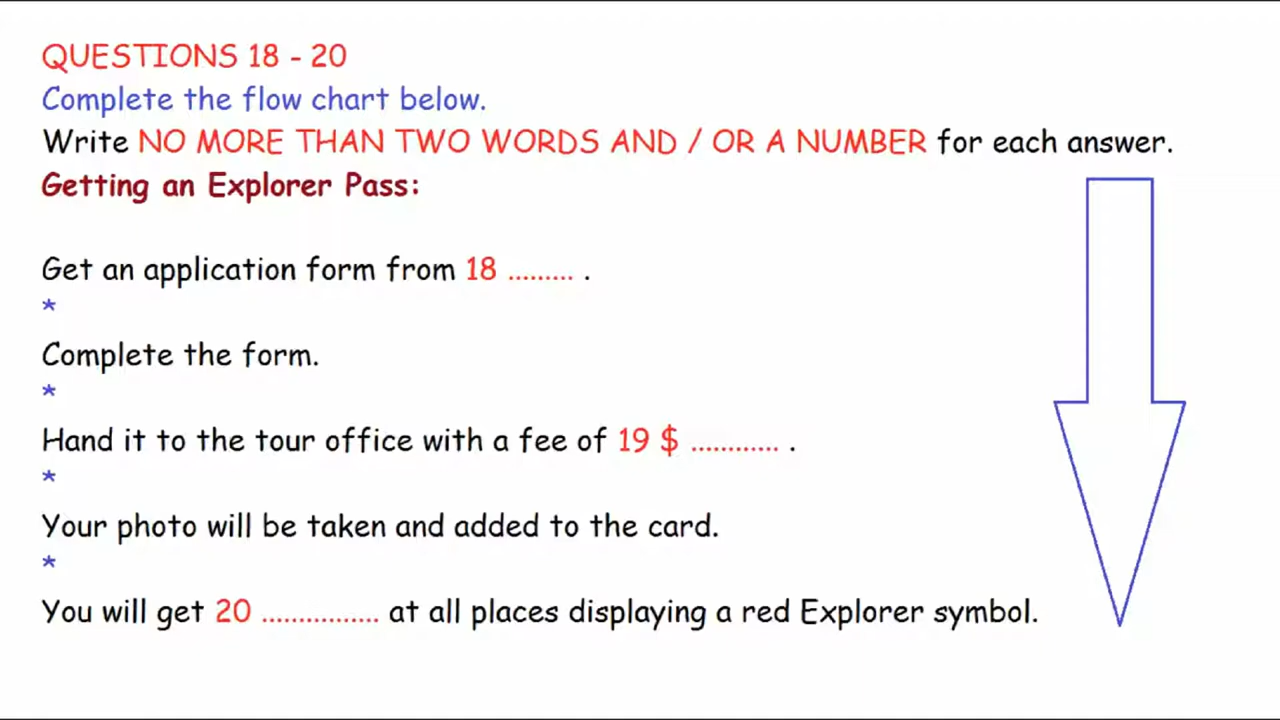 QUESTIONS 18 - 20
Complete the flow chart below.
Write NO MORE THAN TWO WORDS AND / OR A NUMBER for each answer.
Getting an Explorer Pass:
Get an application form from 18 ......... .
*
Complete the form.
*
Hand it to the tour office with a fee of 19 $ ............ .
*
Your photo will be taken and added to the card.
*
You will get 20 ................ at all places displaying a red Explorer symbol.